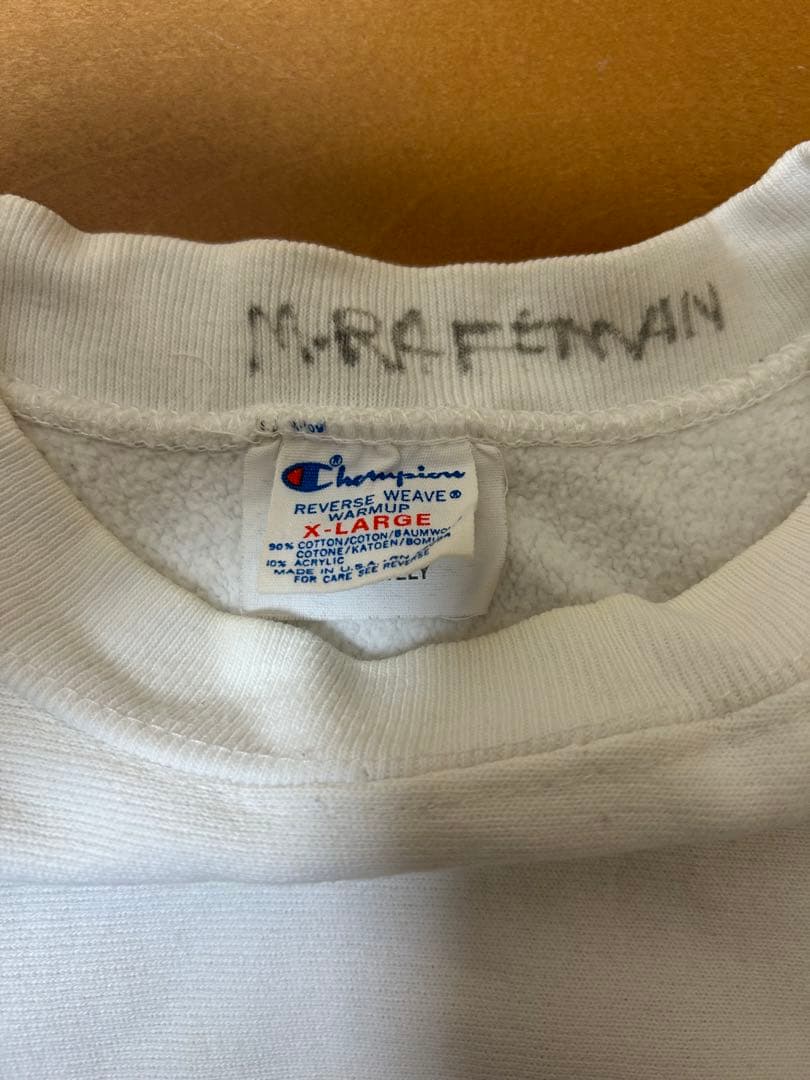 M.RAFEMAN
Champion®
REVERSE WEAVE®
WARMUP
X-LARGE
90% COTTON/COTON/BAUMWO
COTONE/KATOEN/BOMU
10% ACRYLIC
MADE IN U.S.A. RN
FOR CARE SEE REVERSE